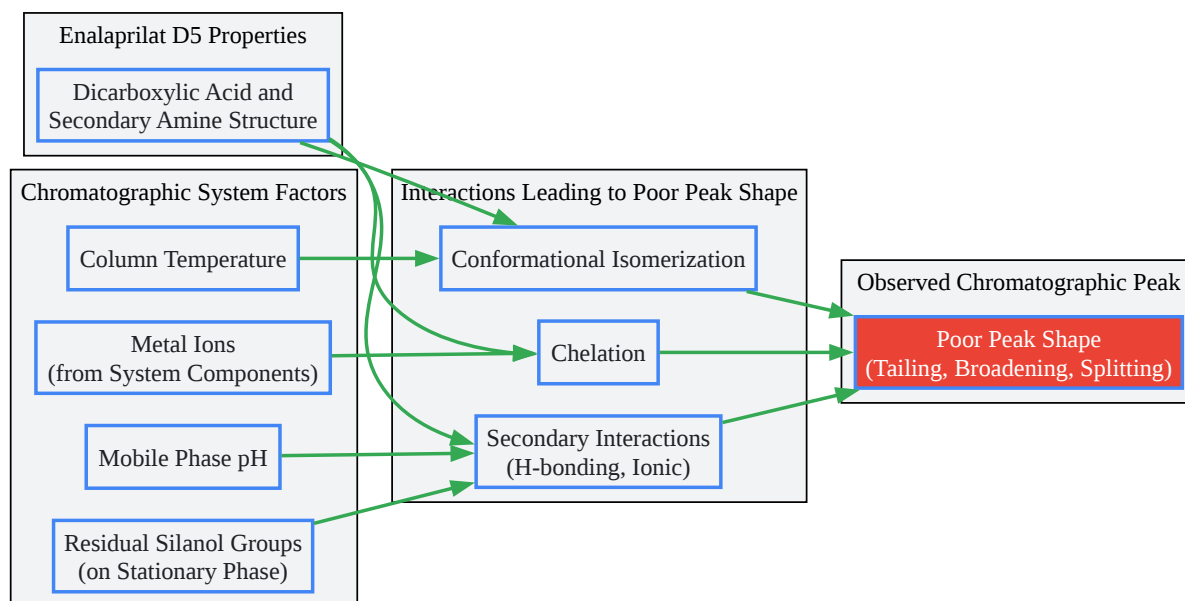 Enalaprilat D5 Properties
Dicarboxylic Acid and
Secondary Amine Structure
Chromatographic System Factors
Column Temperature
Metal Ions
(from System Components)
Mobile Phase pH
Residual Silanol Groups
(on Stationary Phase)
Interactions Leading to Poor Peak Shape
Conformational Isomerization
Chelation
Secondary Interactions
(H-bonding, Ionic)
Observed Chromatographic Peak
Poor Peak Shape
(Tailing, Broadening, Splitting)